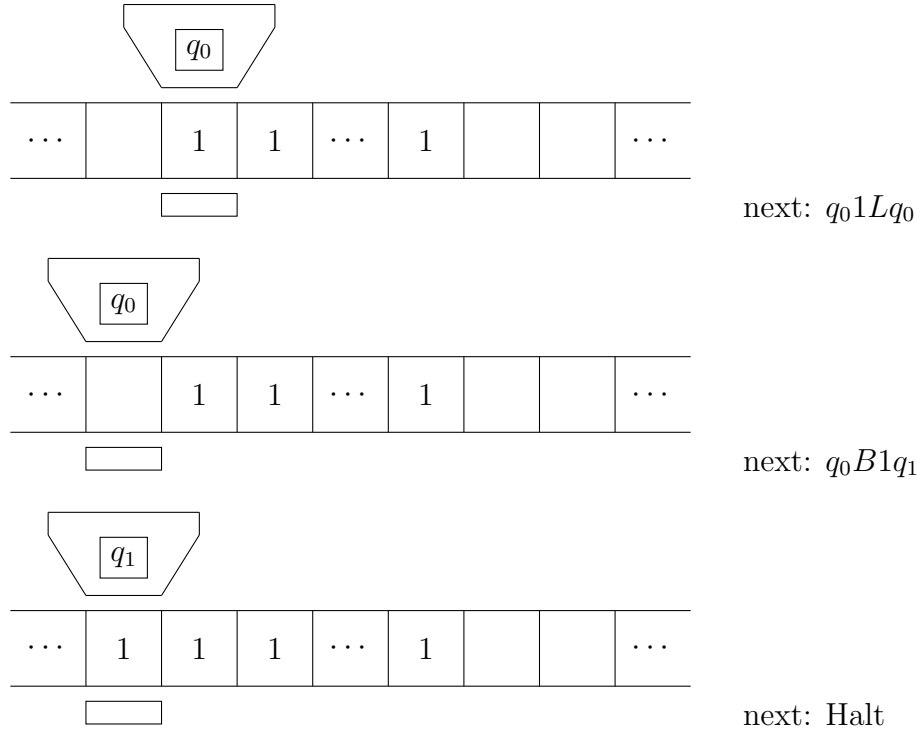 q₀
⋯ 1 1 ⋯ 1 ⋯
next: q₀1Lq₀
q₀
⋯ 1 1 ⋯ 1 ⋯
next: q₀B1q₁
q₁
⋯ 1 1 1 ⋯ 1 ⋯
next: Halt